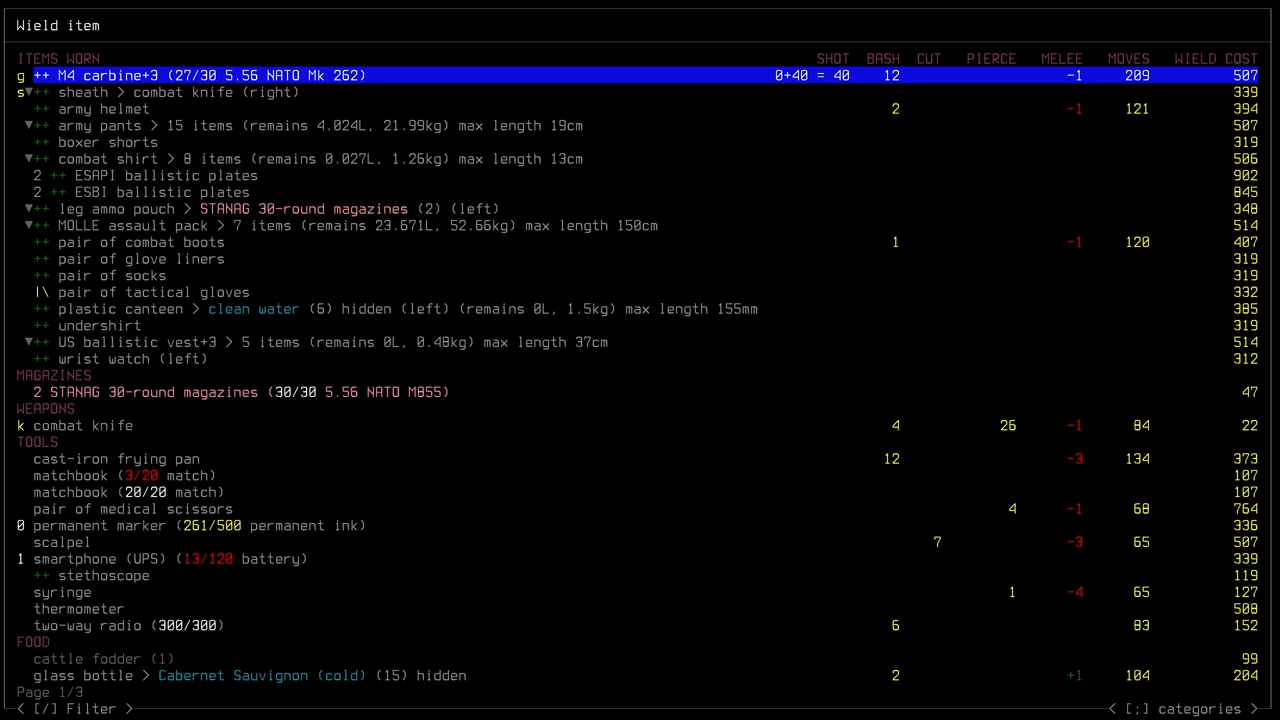 Wield item
ITEMS WORN SHOT BASH CUT PIERCE MELEE MOVES WIELD COST
g ++ M4 carbine+3 (27/30 5.56 NATO Mk 262) 0+40 = 40 12 -1 209 507
s▼++ sheath > combat knife (right) 339
++ army helmet 2 -1 121 394
▼++ army pants > 15 items (remains 4.024L, 21.99kg) max length 19cm 507
++ boxer shorts 319
▼++ combat shirt > 8 items (remains 0.027L, 1.26kg) max length 13cm 506
2 ++ ESAPI ballistic plates 902
2 ++ ESBI ballistic plates 845
▼++ leg ammo pouch > STANAG 30-round magazines (2) (left) 348
▼++ MOLLE assault pack > 7 items (remains 23.671L, 52.66kg) max length 150cm 514
++ pair of combat boots 1 -1 120 407
++ pair of glove liners 319
++ pair of socks 319
|\ pair of tactical gloves 332
++ plastic canteen > clean water (6) hidden (left) (remains 0L, 1.5kg) max length 155mm 385
++ undershirt 319
▼++ US ballistic vest+3 > 5 items (remains 0L, 0.48kg) max length 37cm 514
++ wrist watch (left) 312
MAGAZINES
2 STANAG 30-round magazines (30/30 5.56 NATO M855) 47
WEAPONS
k combat knife 4 26 -1 84 22
TOOLS
cast-iron frying pan 12 -3 134 373
matchbook (3/20 match) 107
matchbook (20/20 match) 107
pair of medical scissors 4 -1 68 764
0 permanent marker (261/500 permanent ink) 336
scalpel 7 -3 65 507
1 smartphone (UPS) (13/120 battery) 339
++ stethoscope 119
syringe 1 -4 65 127
thermometer 508
two-way radio (300/300) 6 83 152
FOOD
cattle fodder (1) 99
glass bottle > Cabernet Sauvignon (cold) (15) hidden 2 +1 104 204
Page 1/3
< [/] Filter > < [;] categories >